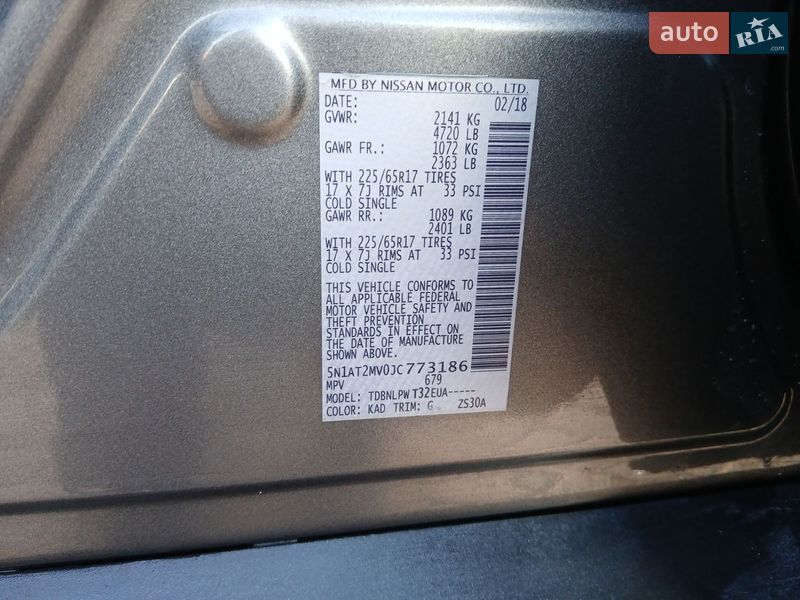 auto RIA
MFD BY NISSAN MOTOR CO., LTD.
DATE: 02/18
GVWR: 2141 KG
4720 LB
GAWR FR.: 1072 KG
2363 LB
WITH 225/65R17 TIRES
17 X 7J RIMS AT 33 PSI
COLD SINGLE
GAWR RR.: 1089 KG
2401 LB
WITH 225/65R17 TIRES
17 X 7J RIMS AT 33 PSI
COLD SINGLE
THIS VEHICLE CONFORMS TO
ALL APPLICABLE FEDERAL
MOTOR VEHICLE SAFETY AND
THEFT PREVENTION
STANDARDS IN EFFECT ON
THE DATE OF MANUFACTURE
SHOWN ABOVE.
5N1AT2MV0JC773186
MPV 679
MODEL: TDBNLPW T32EUA-----
COLOR: KAD TRIM: G ZS30A